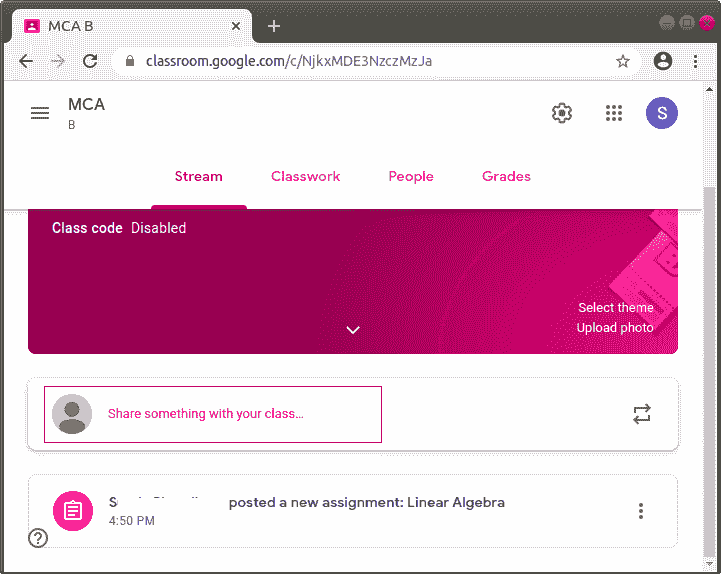 MCA B
classroom.google.com/c/NjkxMDE3NzczMzJa
MCA
B
S
Stream Classwork People Grades
Class code Disabled
Select theme
Upload photo
Share something with your class…
posted a new assignment: Linear Algebra
4:50 PM